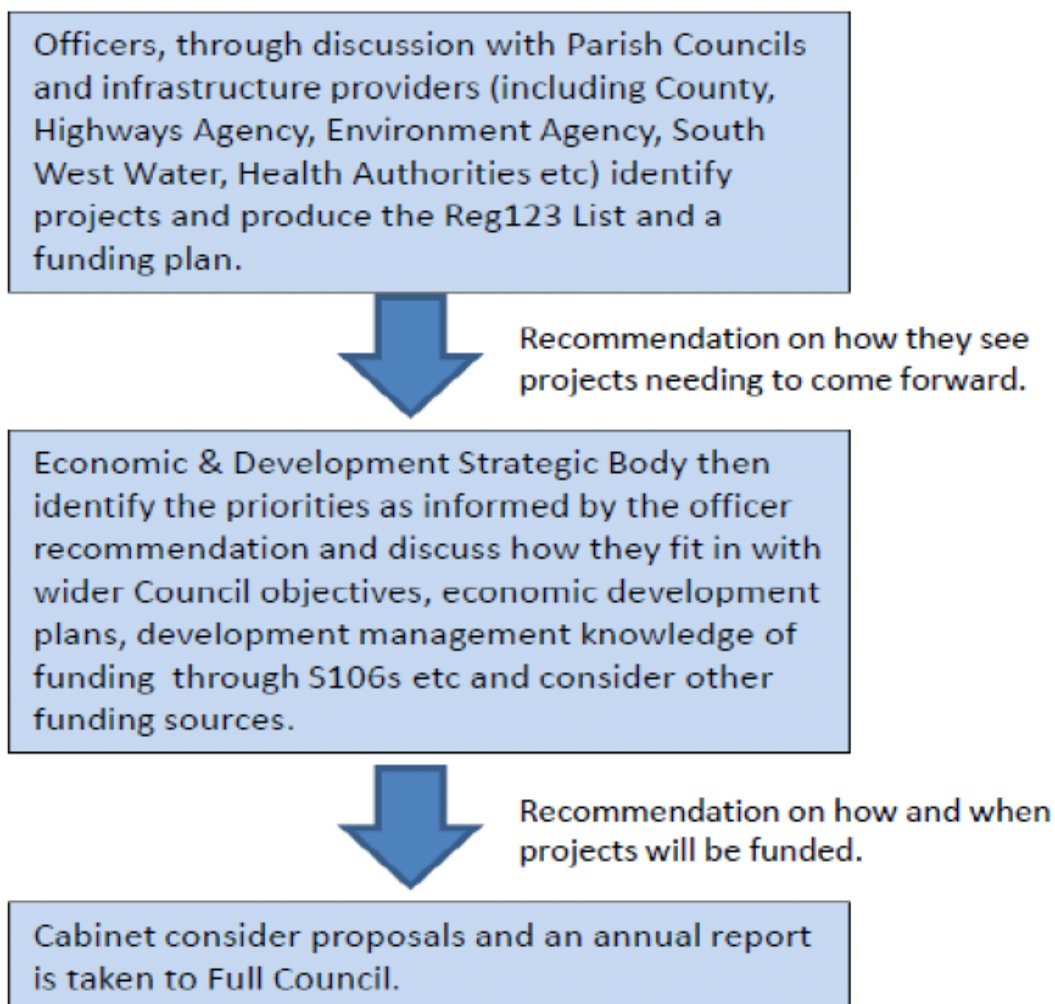 Officers, through discussion with Parish Councils
and infrastructure providers (including County,
Highways Agency, Environment Agency, South
West Water, Health Authorities etc) identify
projects and produce the Reg123 List and a
funding plan.
Recommendation on how they see
projects needing to come forward.
Economic & Development Strategic Body then
identify the priorities as informed by the officer
recommendation and discuss how they fit in with
wider Council objectives, economic development
plans, development management knowledge of
funding through S106s etc and consider other
funding sources.
Recommendation on how and when
projects will be funded.
Cabinet consider proposals and an annual report
is taken to Full Council.